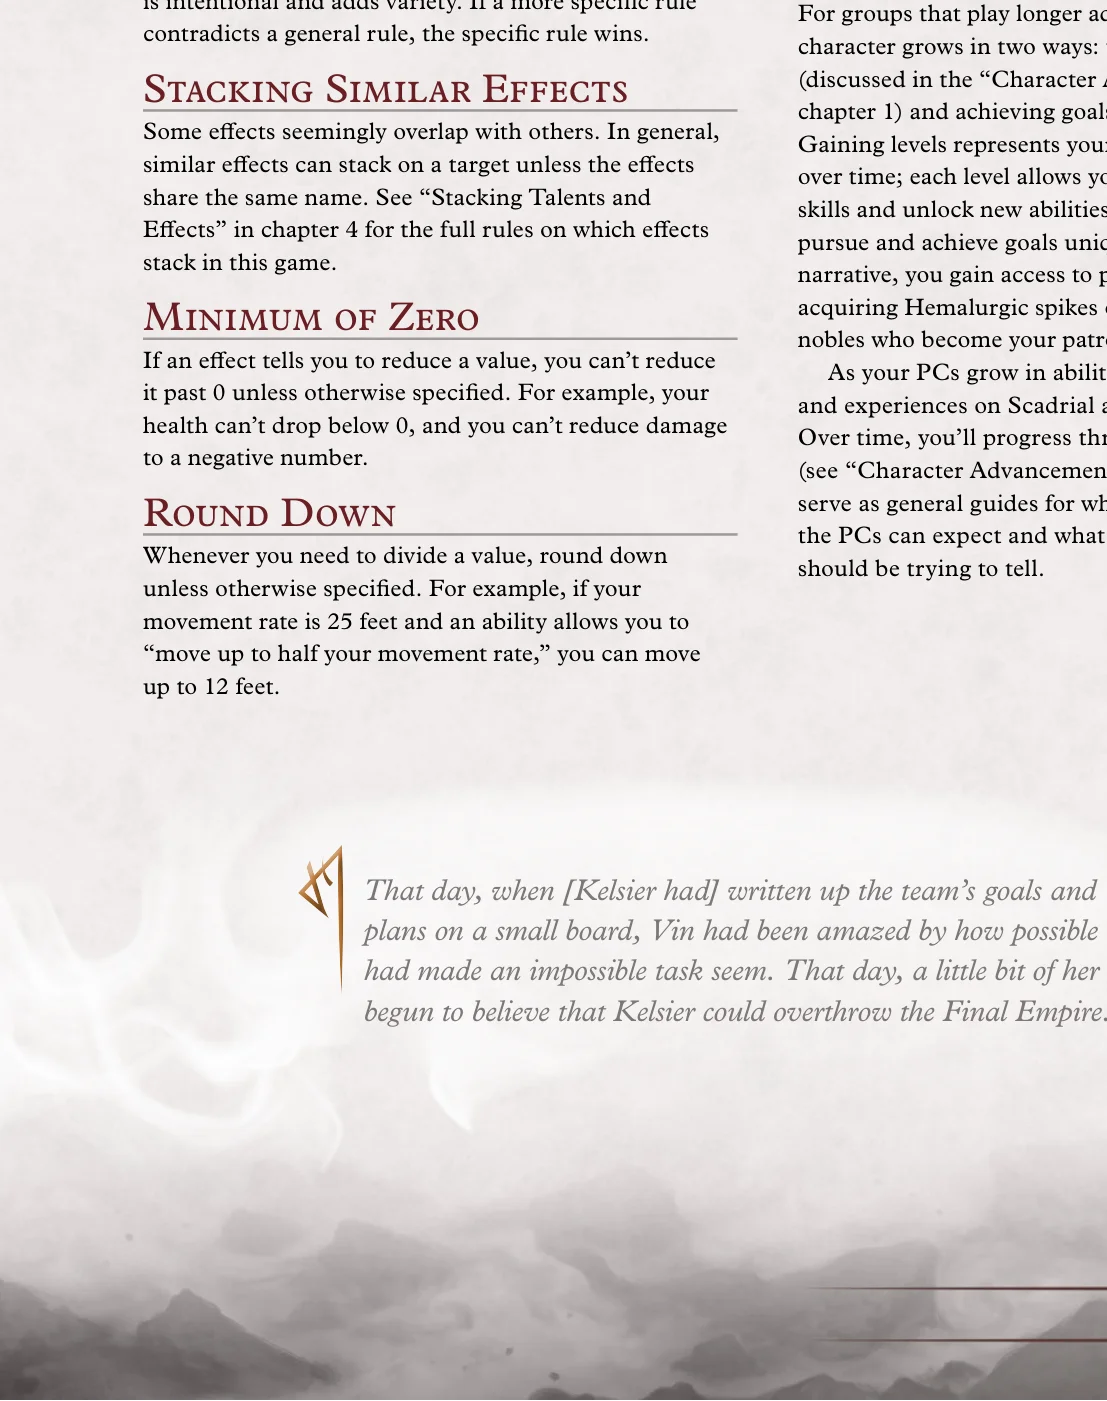 is intentional and adds variety. If a more specific rule
contradicts a general rule, the specific rule wins.
STACKING SIMILAR EFFECTS
Some effects seemingly overlap with others. In general,
similar effects can stack on a target unless the effects
share the same name. See “Stacking Talents and
Effects” in chapter 4 for the full rules on which effects
stack in this game.
MINIMUM OF ZERO
If an effect tells you to reduce a value, you can’t reduce
it past 0 unless otherwise specified. For example, your
health can’t drop below 0, and you can’t reduce damage
to a negative number.
ROUND DOWN
Whenever you need to divide a value, round down
unless otherwise specified. For example, if your
movement rate is 25 feet and an ability allows you to
“move up to half your movement rate,” you can move
up to 12 feet.
For groups that play longer
character grows in two ways:
(discussed in the “Character
chapter 1) and achieving
Gaining levels represents
over time; each level allows
skills and unlock new abilities
pursue and achieve goals
narrative, you gain access to
acquiring Hemalurgic spikes
nobles who become your
As your PCs grow in
and experiences on Scadrial
Over time, you’ll progress
(see “Character
serve as general guides for
the PCs can expect and what
should be trying to tell.
That day, when [Kelsier had] written up the team’s goals and
plans on a small board, Vin had been amazed by how possible
had made an impossible task seem. That day, a little bit of her
begun to believe that Kelsier could overthrow the Final Empire.